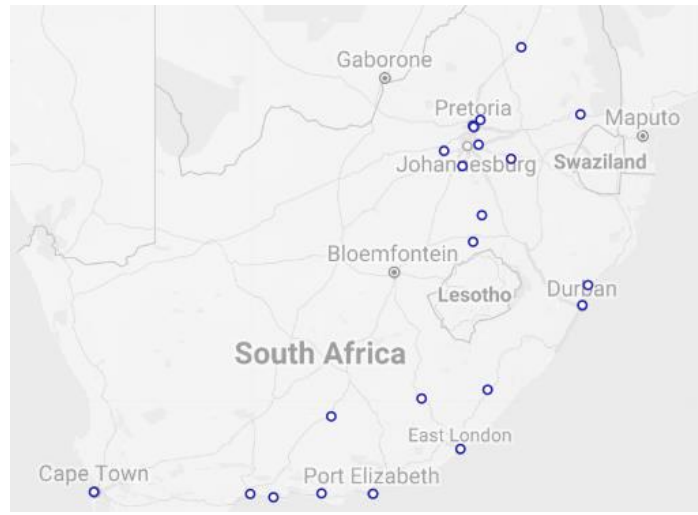 Gaborone
Pretoria
Maputo
Johannesburg
Swaziland
Bloemfontein
Lesotho
Durban
South Africa
East London
Cape Town
Port Elizabeth